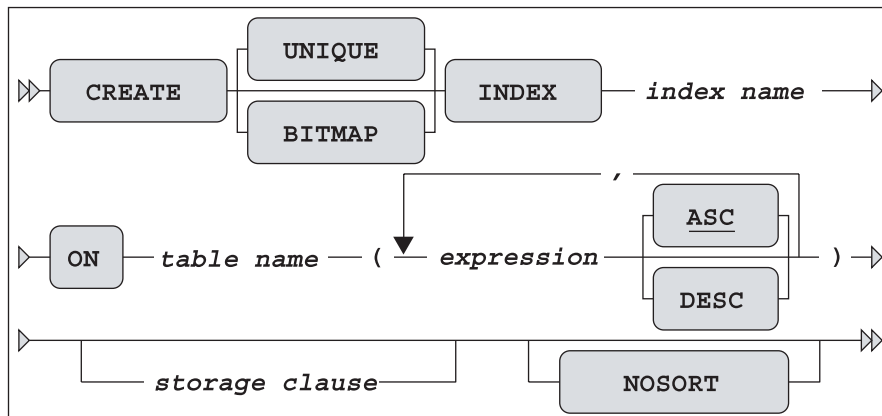 UNIQUE
CREATE INDEX index name
BITMAP
,
ASC
ON table name ( expression )
DESC
storage clause NOSORT